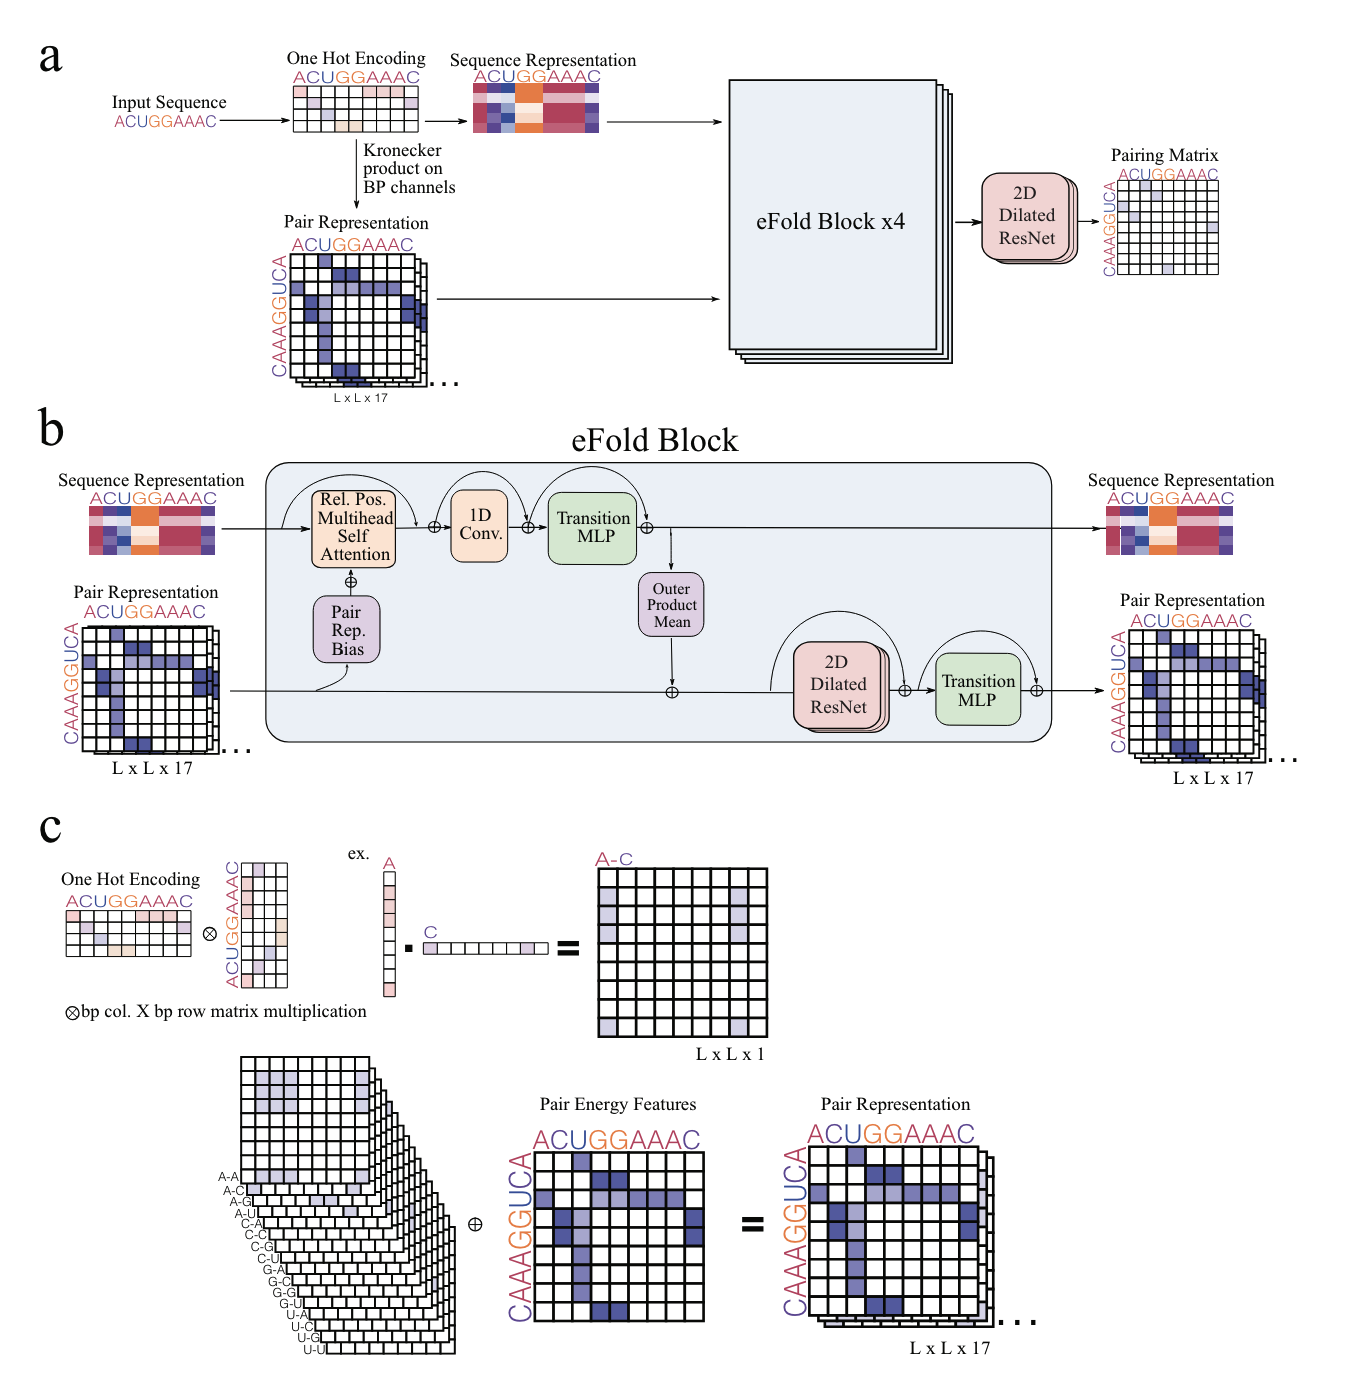 a
One Hot Encoding
ACUGGAAAC
Sequence Representation
ACUGGAAAC
Input Sequence
ACUGGAAAC
Kronecker
product on
BP channels
Pair Representation
ACUGGAAAC
CAAAGGUCA
L x L x 17
...
eFold Block x4
2D
Dilated
ResNet
Pairing Matrix
ACUGGAAAC
CAAAGGUCA
b
eFold Block
Sequence Representation
ACUGGAAAC
Pair Representation
ACUGGAAAC
CAAAGGUCA
...
L x L x 17
Rel. Pos.
Multihead
Self
Attention
1D
Conv.
Transition
MLP
Pair
Rep.
Bias
Outer
Product
Mean
2D
Dilated
ResNet
Transition
MLP
Sequence Representation
ACUGGAAAC
Pair Representation
ACUGGAAAC
CAAAGGUCA
...
L x L x 17
c
One Hot Encoding
ACUGGAAAC
⊗
ACUGGAAAC
⊗bp col. X bp row matrix multiplication
ex.
A
·
C
=
A-C
L x L x 1
A-A
A-C
A-G
A-U
C-A
C-C
C-G
C-U
G-A
G-C
G-G
G-U
U-A
U-C
U-G
U-U
⊕
Pair Energy Features
ACUGGAAAC
CAAAGGUCA
=
Pair Representation
ACUGGAAAC
CAAAGGUCA
...
L x L x 17